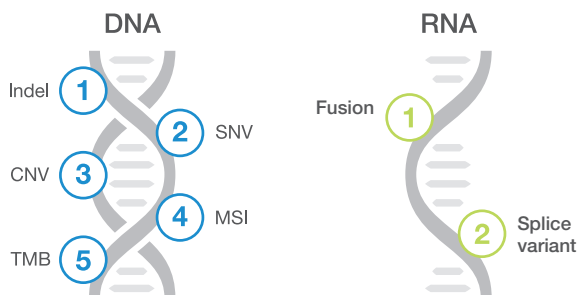 DNA
Indel 1
2 SNV
CNV 3
4 MSI
TMB 5
RNA
Fusion 1
2 Splice
variant